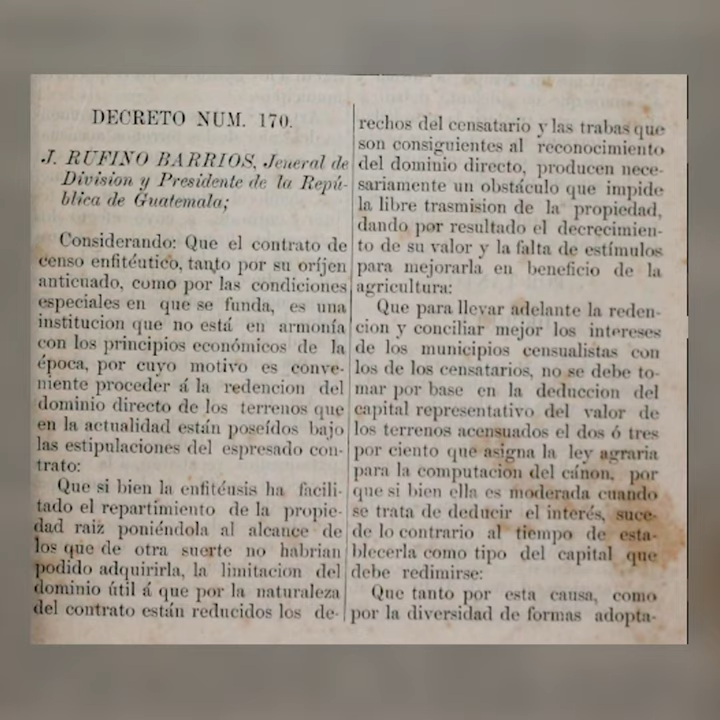 DECRETO NUM. 170.
J. RUFINO BARRIOS, Jeneral de
Division y Presidente de la Repú-
blica de Guatemala;
Considerando: Que el contrato de
censo enfitéutico, tanto por su oríjen
anticuado, como por las condiciones
especiales en que se funda, es una
institucion que no está en armonía
con los principios económicos de la
época, por cuyo motivo es conve-
niente proceder á la redencion del
dominio directo de los terrenos que
en la actualidad están poseídos bajo
las estipulaciones del espresado con-
trato:
Que si bien la enfitéusis ha facili-
tado el repartimiento de la propie-
dad raiz poniéndola al alcance de
los que de otra suerte no habrian
podido adquirirla, la limitacion del
dominio útil á que por la naturaleza
del contrato están reducidos los de-
rechos del censatario y las trabas que
son consiguientes al reconocimiento
del dominio directo, producen nece-
sariamente un obstáculo que impide
la libre trasmision de la propiedad,
dando por resultado el decrecimien-
to de su valor y la falta de estímulos
para mejorarla en beneficio de la
agricultura:
Que para llevar adelante la reden-
cion y conciliar mejor los intereses
de los municipios censualistas con
los de los censatarios, no se debe to-
mar por base en la deduccion del
capital representativo del valor de
los terrenos acensuados el dos ó tres
por ciento que asigna la ley agraria
para la computacion del cánon, por
que si bien ella es moderada cuando
se trata de deducir el interés, suce-
de lo contrario al tiempo de esta-
blecerla como tipo del capital que
debe redimirse:
Que tanto por esta causa, como
por la diversidad de formas adopta-